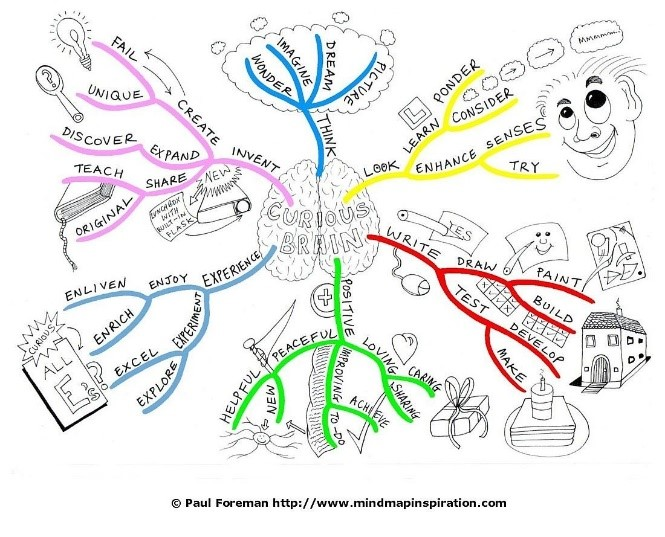 CURIOUS
BRAIN
THINK
WONDER
IMAGINE
DREAM
PICTURE
LOOK
LEARN
PONDER
CONSIDER
L
Mmmmm...
ENHANCE
SENSES
TRY
WRITE
YES
DRAW
PAINT
BUILD
TEST
DEVELOP
MAKE
POSITIVE
PEACEFUL
HELPFUL
MEN
IMPROVING
ACHIEVE
TO-DO
LOVING
CARING
SHARING
EXPERIENCE
ENJOY
ENLIVEN
ENRICH
EXPERIMENT
EXCEL
EXPLORE
CURIOUS
ALL
E's
?!
INVENT
CREATE
FAIL
UNIQUE
?
EXPAND
DISCOVER
SHARE
TEACH
ORIGINAL
LUNCHBOX
WITH
BUILT-IN
FLASK
NEW
© Paul Foreman http://www.mindmapinspiration.com